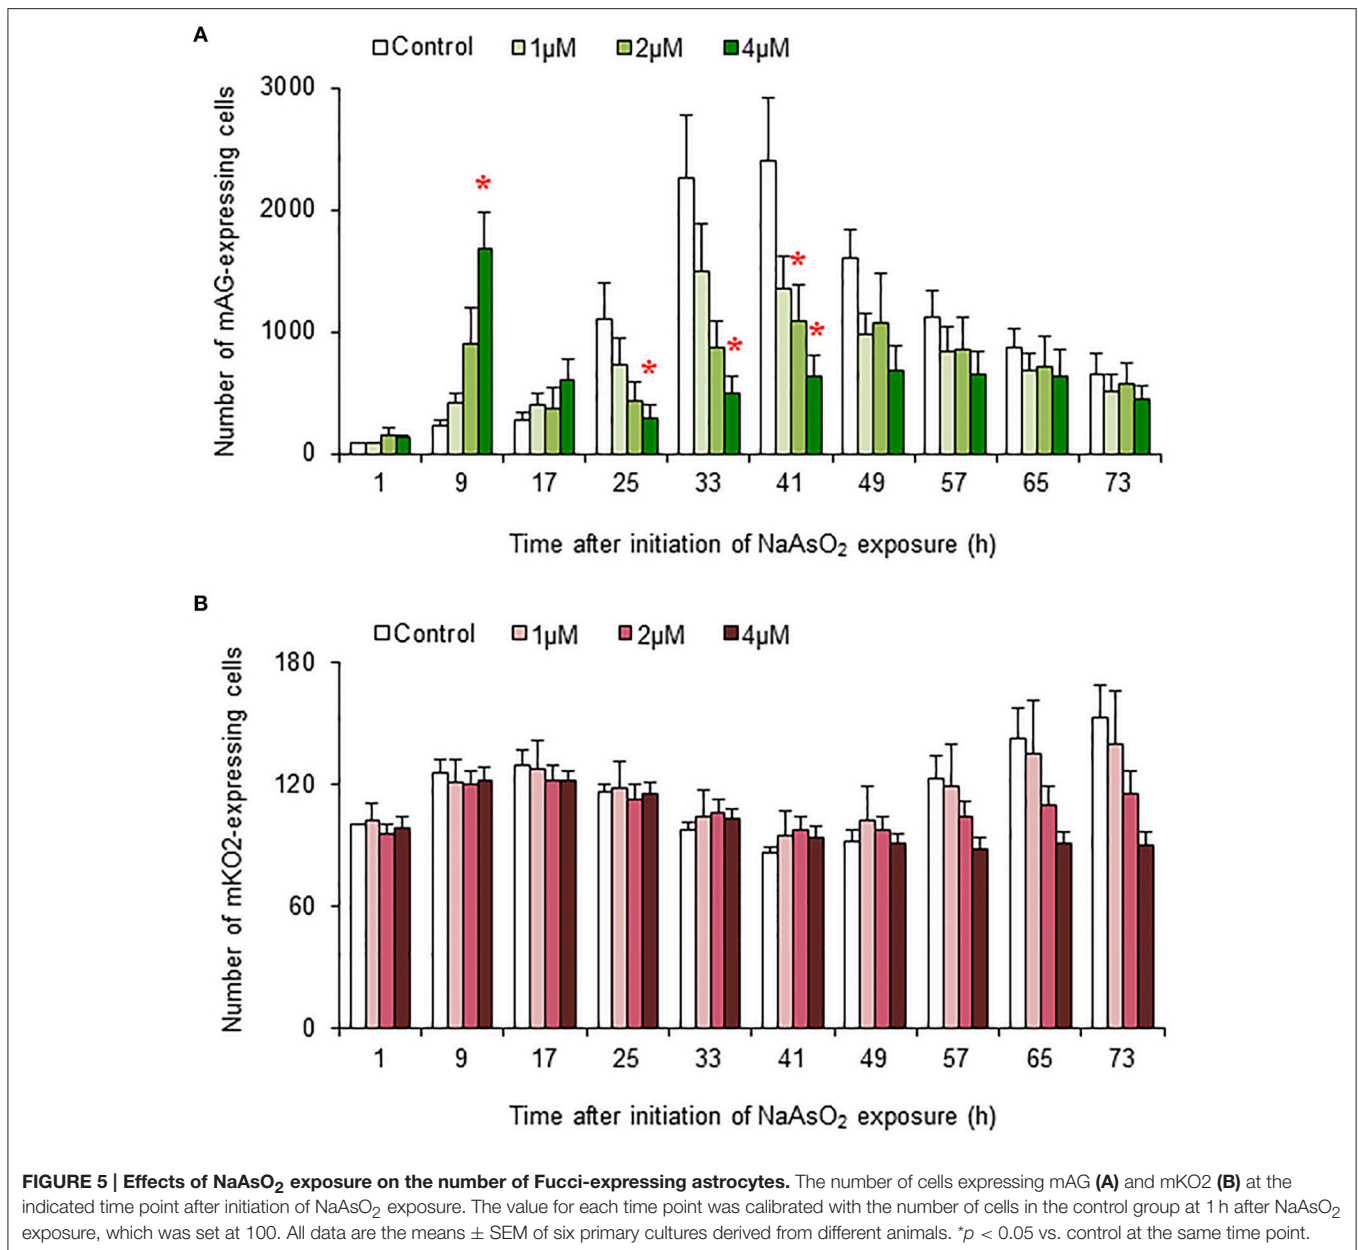 A
Control 1µM 2µM 4µM
Number of mAG-expressing cells
3000
2000
1000
0
*
*
*
*
*
1 9 17 25 33 41 49 57 65 73
Time after initiation of NaAsO₂ exposure (h)
B
Control 1µM 2µM 4µM
Number of mKO2-expressing cells
180
120
60
0
1 9 17 25 33 41 49 57 65 73
Time after initiation of NaAsO₂ exposure (h)
FIGURE 5 | Effects of NaAsO₂ exposure on the number of Fucci-expressing astrocytes. The number of cells expressing mAG (A) and mKO2 (B) at the
indicated time point after initiation of NaAsO₂ exposure. The value for each time point was calibrated with the number of cells in the control group at 1 h after NaAsO₂
exposure, which was set at 100. All data are the means ± SEM of six primary cultures derived from different animals. *p < 0.05 vs. control at the same time point.